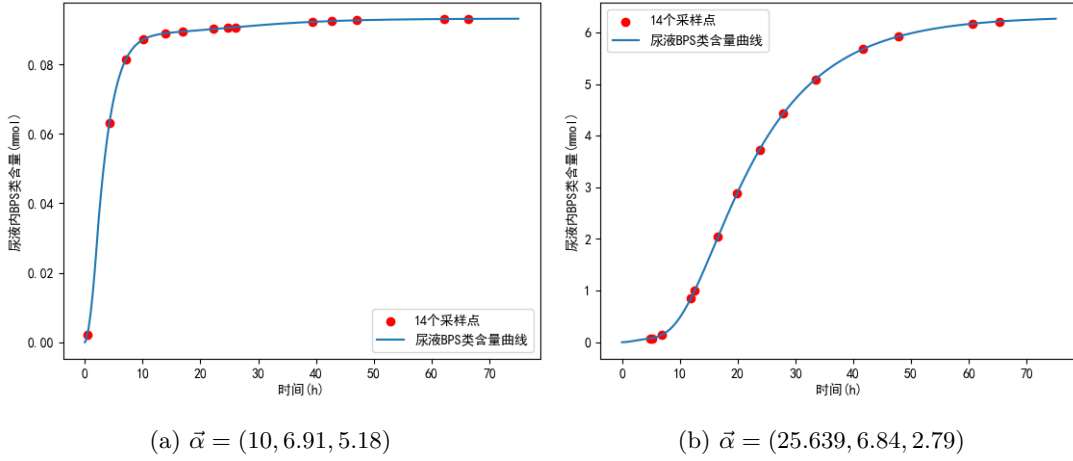 0.08
0.06
0.04
0.02
0.00
尿液内BPS类含量(mmol)
14个采样点
尿液BPS类含量曲线
0 10 20 30 40 50 60 70
时间(h)
(a) $\vec{\alpha}$ = (10, 6.91, 5.18)
6
5
4
3
2
1
0
尿液内BPS类含量(mmol)
14个采样点
尿液BPS类含量曲线
0 10 20 30 40 50 60 70
时间(h)
(b) $\vec{\alpha}$ = (25.639, 6.84, 2.79)